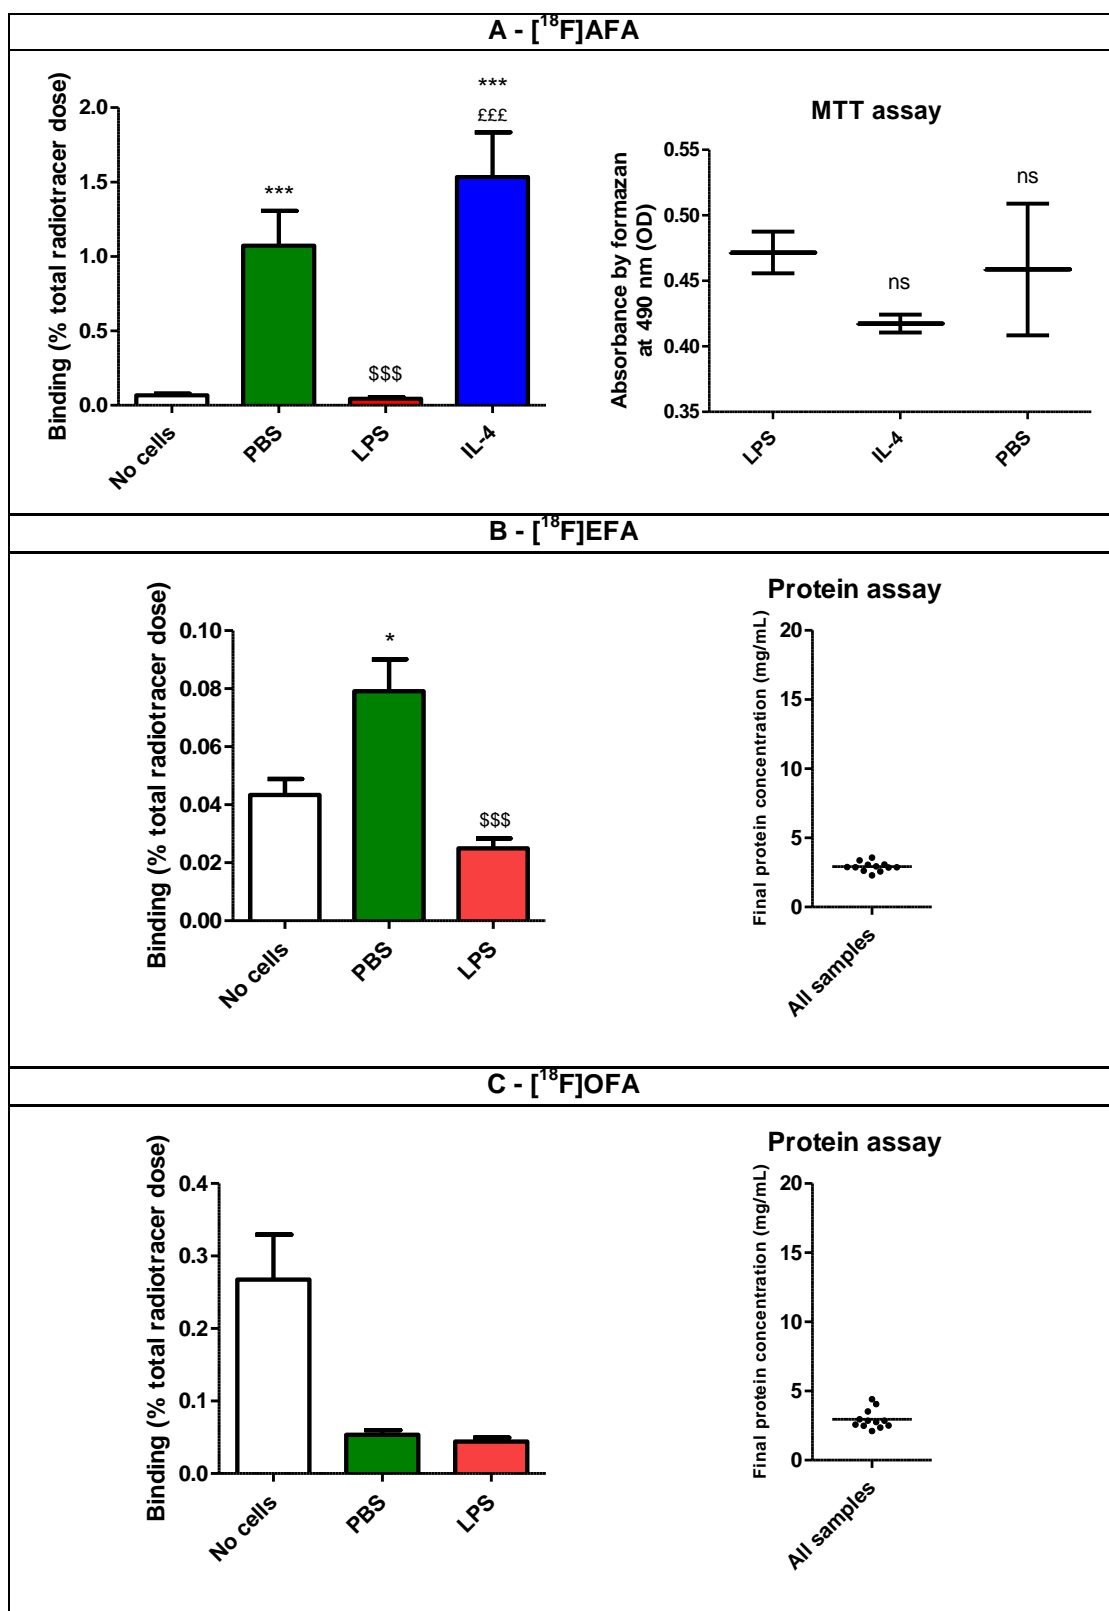 A - [18F]AFA
Binding (% total radiotracer dose)
2.0
1.5
1.0
0.5
0.0
***
$$$
***
£££
No cells
PBS
LPS
IL-4
MTT assay
Absorbance by formazan
at 490 nm (OD)
0.55
0.50
0.45
0.40
0.35
ns
ns
LPS
IL-4
PBS
B - [18F]EFA
Binding (% total radiotracer dose)
0.10
0.08
0.06
0.04
0.02
0.00
*
$$$
No cells
PBS
LPS
Protein assay
Final protein concentration (mg/mL)
20
15
10
5
0
All samples
C - [18F]OFA
Binding (% total radiotracer dose)
0.4
0.3
0.2
0.1
0.0
No cells
PBS
LPS
Protein assay
Final protein concentration (mg/mL)
20
15
10
5
0
All samples